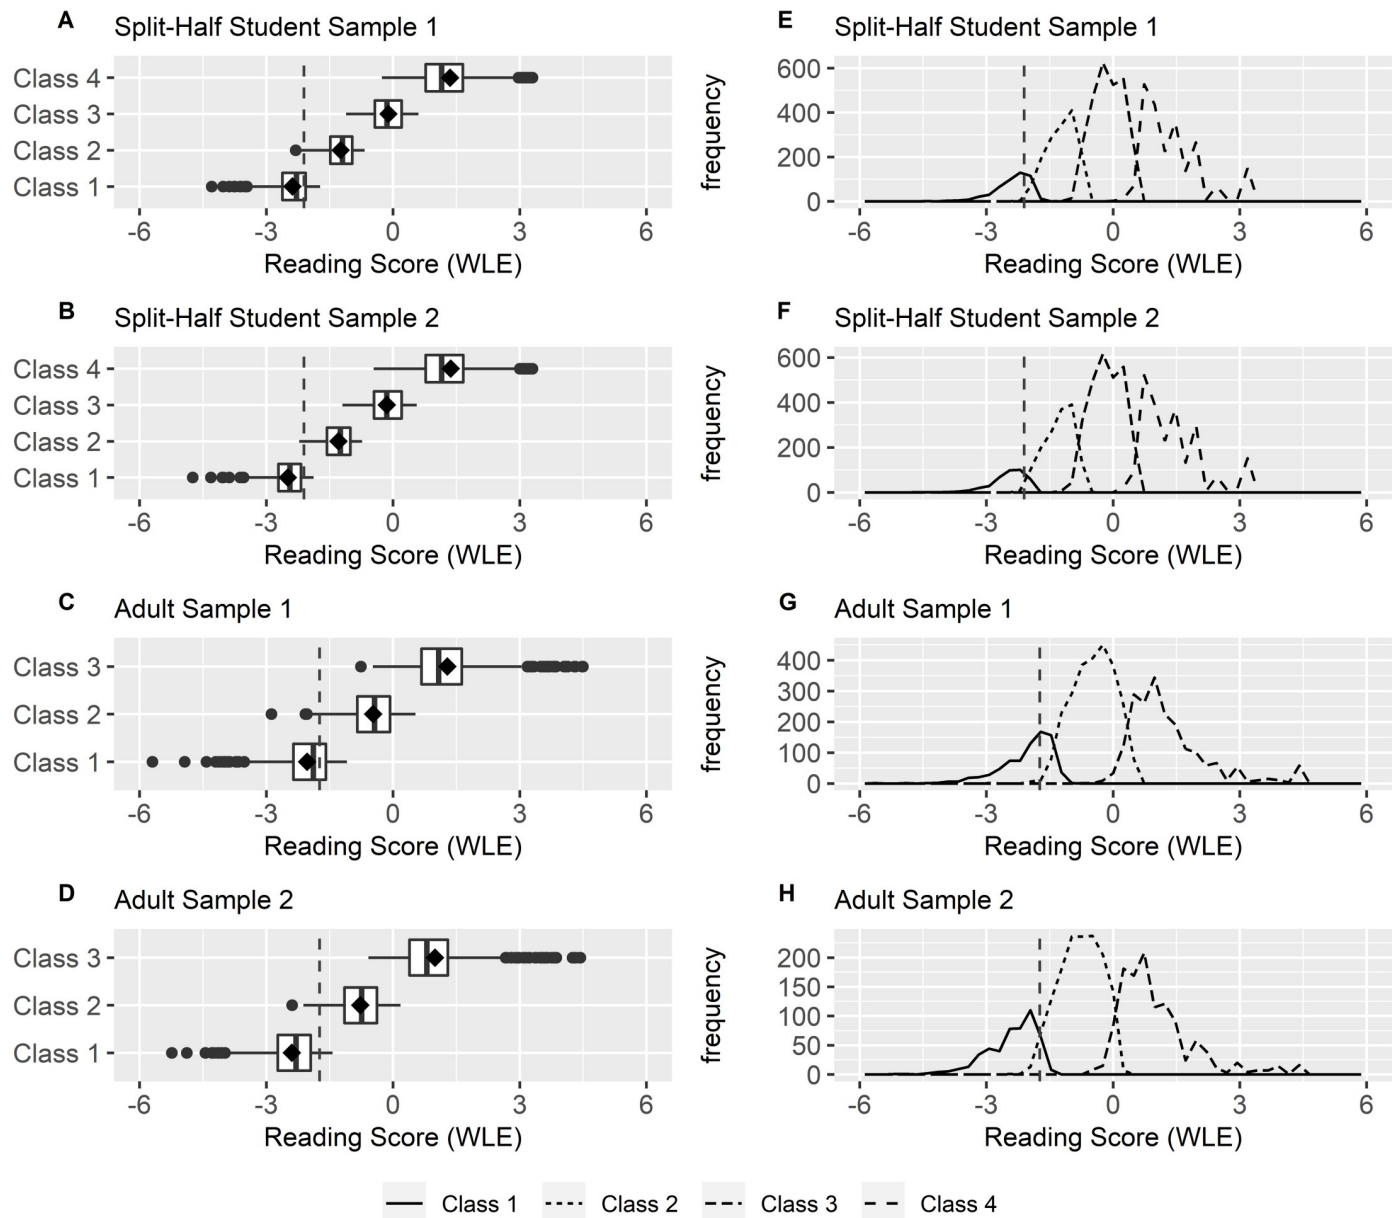 A Split-Half Student Sample 1
Class 4
Class 3
Class 2
Class 1
-6 -3 0 3 6
Reading Score (WLE)
E Split-Half Student Sample 1
frequency
600
400
200
0
-6 -3 0 3 6
Reading Score (WLE)
B Split-Half Student Sample 2
Class 4
Class 3
Class 2
Class 1
-6 -3 0 3 6
Reading Score (WLE)
F Split-Half Student Sample 2
frequency
600
400
200
0
-6 -3 0 3 6
Reading Score (WLE)
C Adult Sample 1
Class 3
Class 2
Class 1
-6 -3 0 3 6
Reading Score (WLE)
G Adult Sample 1
frequency
400
300
200
100
0
-6 -3 0 3 6
Reading Score (WLE)
D Adult Sample 2
Class 3
Class 2
Class 1
-6 -3 0 3 6
Reading Score (WLE)
H Adult Sample 2
frequency
200
150
100
50
0
-6 -3 0 3 6
Reading Score (WLE)
Class 1 Class 2 Class 3 Class 4